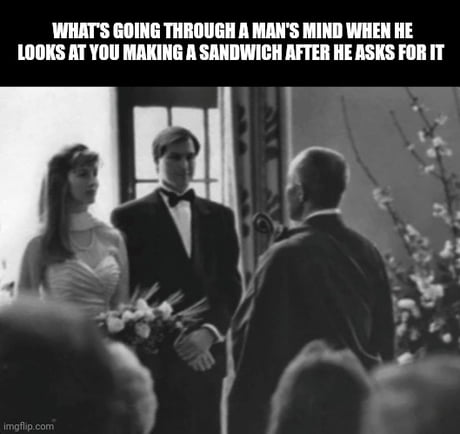 WHAT'S GOING THROUGH A MAN'S MIND WHEN HE
LOOKS AT YOU MAKING A SANDWICH AFTER HE ASKS FOR IT
imgflip.com